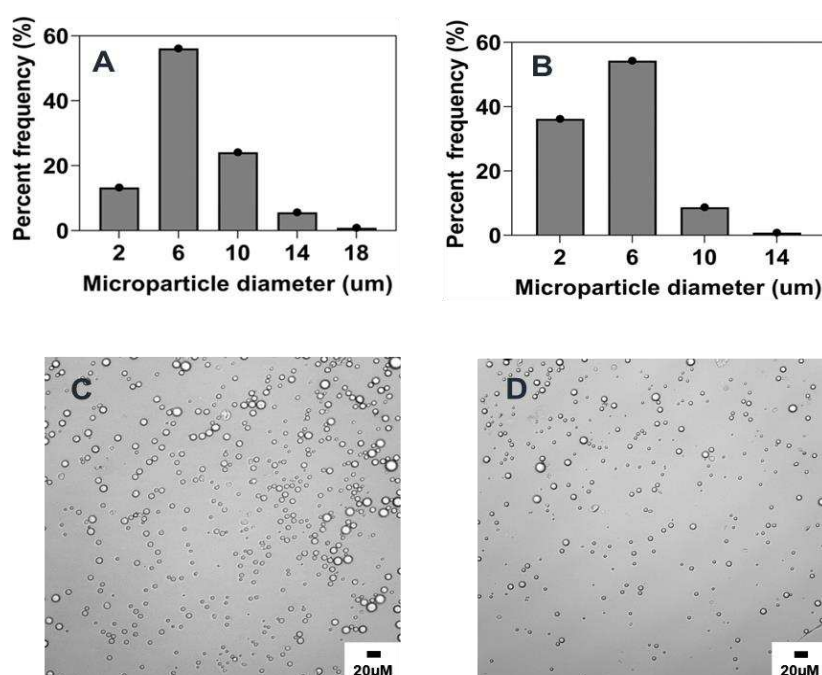 A
60
40
20
0
Percent frequency (%)
2 6 10 14 18
Microparticle diameter (um)
B
60
40
20
0
Percent frequency (%)
2 6 10 14
Microparticle diameter (um)
C
20uM
D
20uM